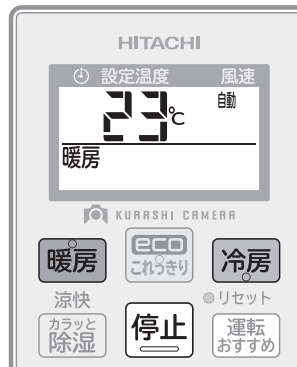 HITACHI
設定温度 風速
23℃ 自動
暖房
KURASHI CAMERA
暖房 eco これっきり 冷房
涼快 リセット
カラッと 除湿 停止 運転 おすすめ